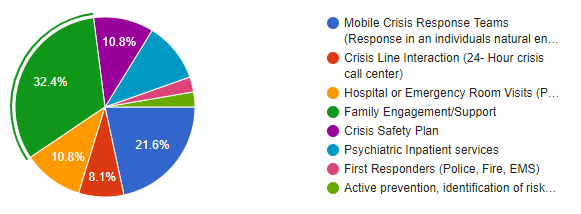 10.8%
32.4%
21.6%
10.8%
8.1%
Mobile Crisis Response Teams
(Response in an individuals natural en…
Crisis Line Interaction (24- Hour crisis
call center)
Hospital or Emergency Room Visits (P…
Family Engagement/Support
Crisis Safety Plan
Psychiatric Inpatient services
First Responders (Police, Fire, EMS)
Active prevention, identification of risk…